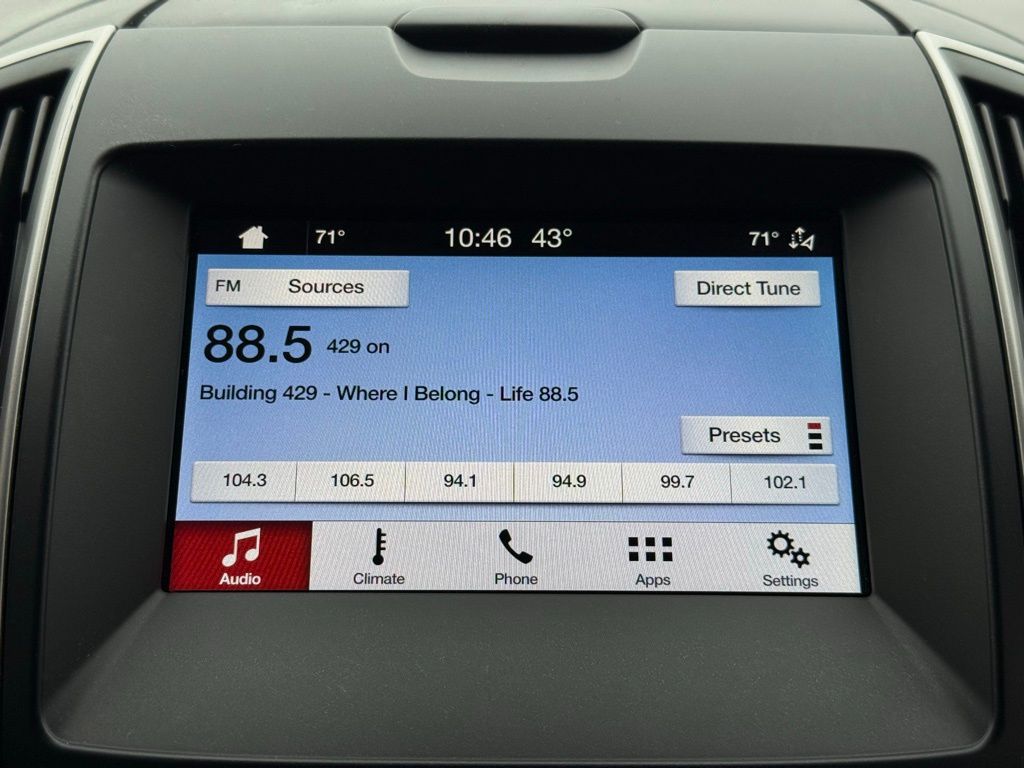 71° 10:46 43° 71°
FM Sources Direct Tune
88.5 429 on
Building 429 - Where I Belong - Life 88.5
Presets
104.3 106.5 94.1 94.9 99.7 102.1
Audio Climate Phone Apps Settings